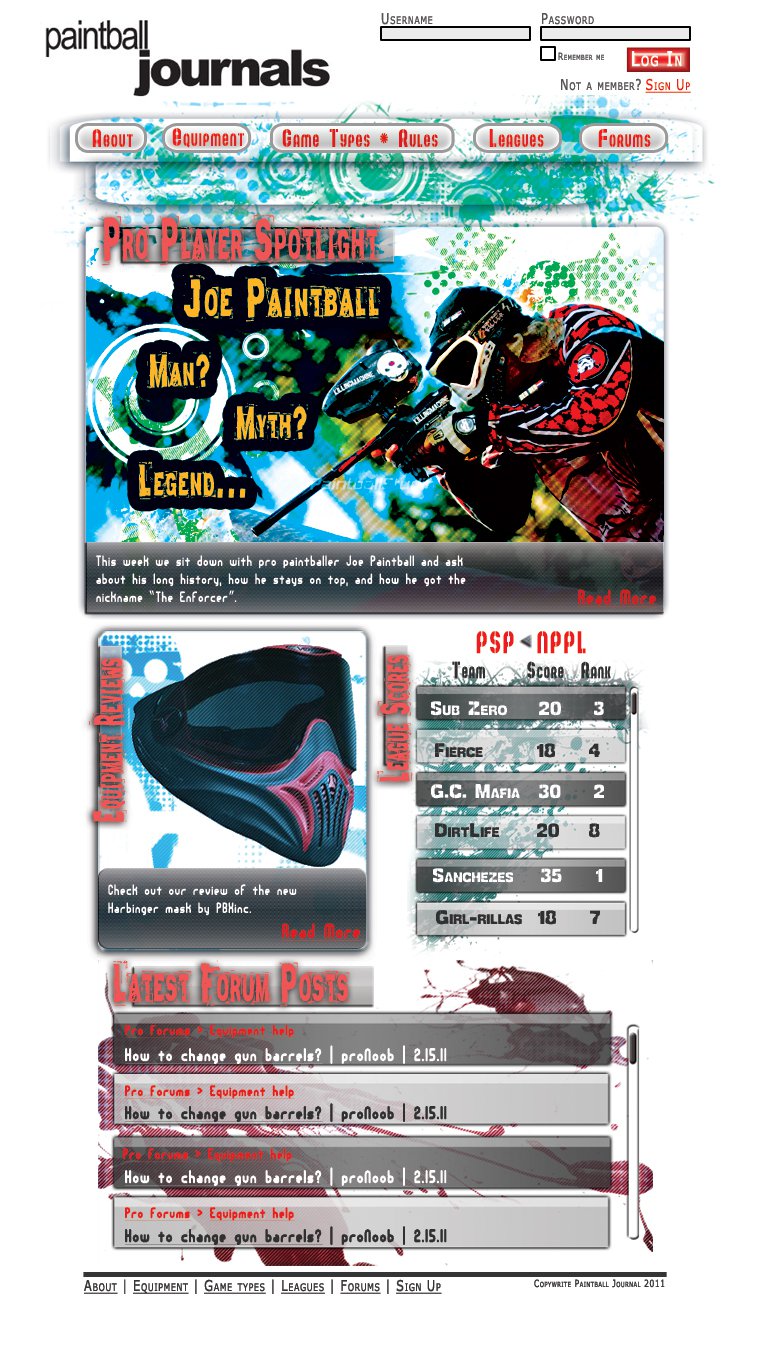 paintball
journals
Username
Password
Remember me
Log In
Not a member? Sign Up
About
Equipment
Game Types * Rules
Leagues
Forums
Pro Player Spotlight
Joe Paintball
Man?
Myth?
Legend...
KILLINGMACHINE
KILLINGMACHINE
This week we sit down with pro paintballer Joe Paintball and ask
about his long history, how he stays on top, and how he got the
nickname “The Enforcer”.
Read More
Equipment Reviews
Check out our review of the new
Harbinger mask by PBXinc.
Read More
League Scores
PSP NPPL
Team Score Rank
Sub Zero 20 3
Fierce 18 4
G.C. Mafia 30 2
DirtLife 20 8
Sanchezes 35 1
Girl-rillas 18 7
Latest Forum Posts
Pro Forums > Equipment help
How to change gun barrels? | proNoob | 2.15.11
Pro Forums > Equipment help
How to change gun barrels? | proNoob | 2.15.11
Pro Forums > Equipment help
How to change gun barrels? | proNoob | 2.15.11
Pro Forums > Equipment help
How to change gun barrels? | proNoob | 2.15.11
About | Equipment | Game types | Leagues | Forums | Sign Up
Copywrite Paintball Journal 2011